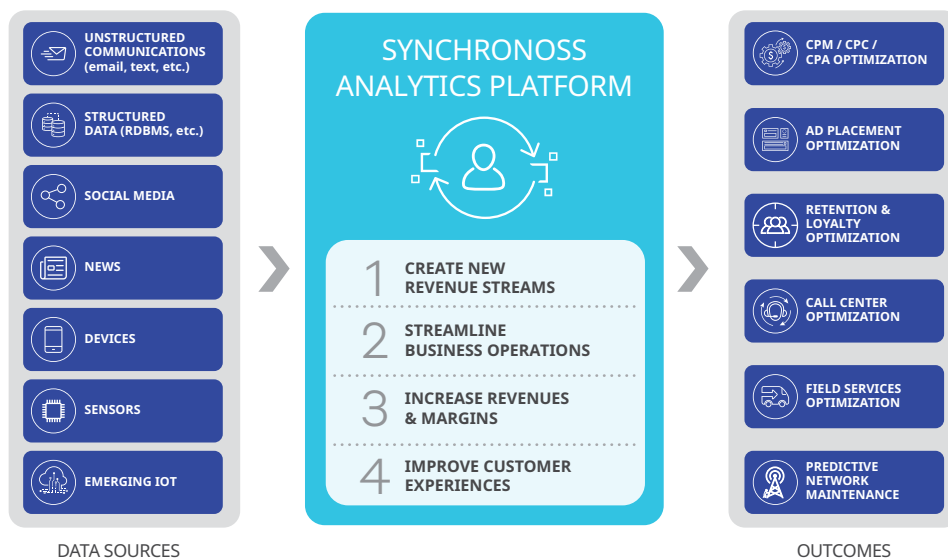 UNSTRUCTURED
COMMUNICATIONS
(email, text, etc.)
STRUCTURED
DATA (RDBMS, etc.)
SOCIAL MEDIA
NEWS
DEVICES
SENSORS
EMERGING IOT
DATA SOURCES
SYNCHRONOSS
ANALYTICS PLATFORM
1 CREATE NEW
REVENUE STREAMS
2 STREAMLINE
BUSINESS OPERATIONS
3 INCREASE REVENUES
& MARGINS
4 IMPROVE CUSTOMER
EXPERIENCES
$
CPM / CPC /
CPA OPTIMIZATION
AD PLACEMENT
OPTIMIZATION
RETENTION &
LOYALTY
OPTIMIZATION
CALL CENTER
OPTIMIZATION
FIELD SERVICES
OPTIMIZATION
PREDICTIVE
NETWORK
MAINTENANCE
OUTCOMES